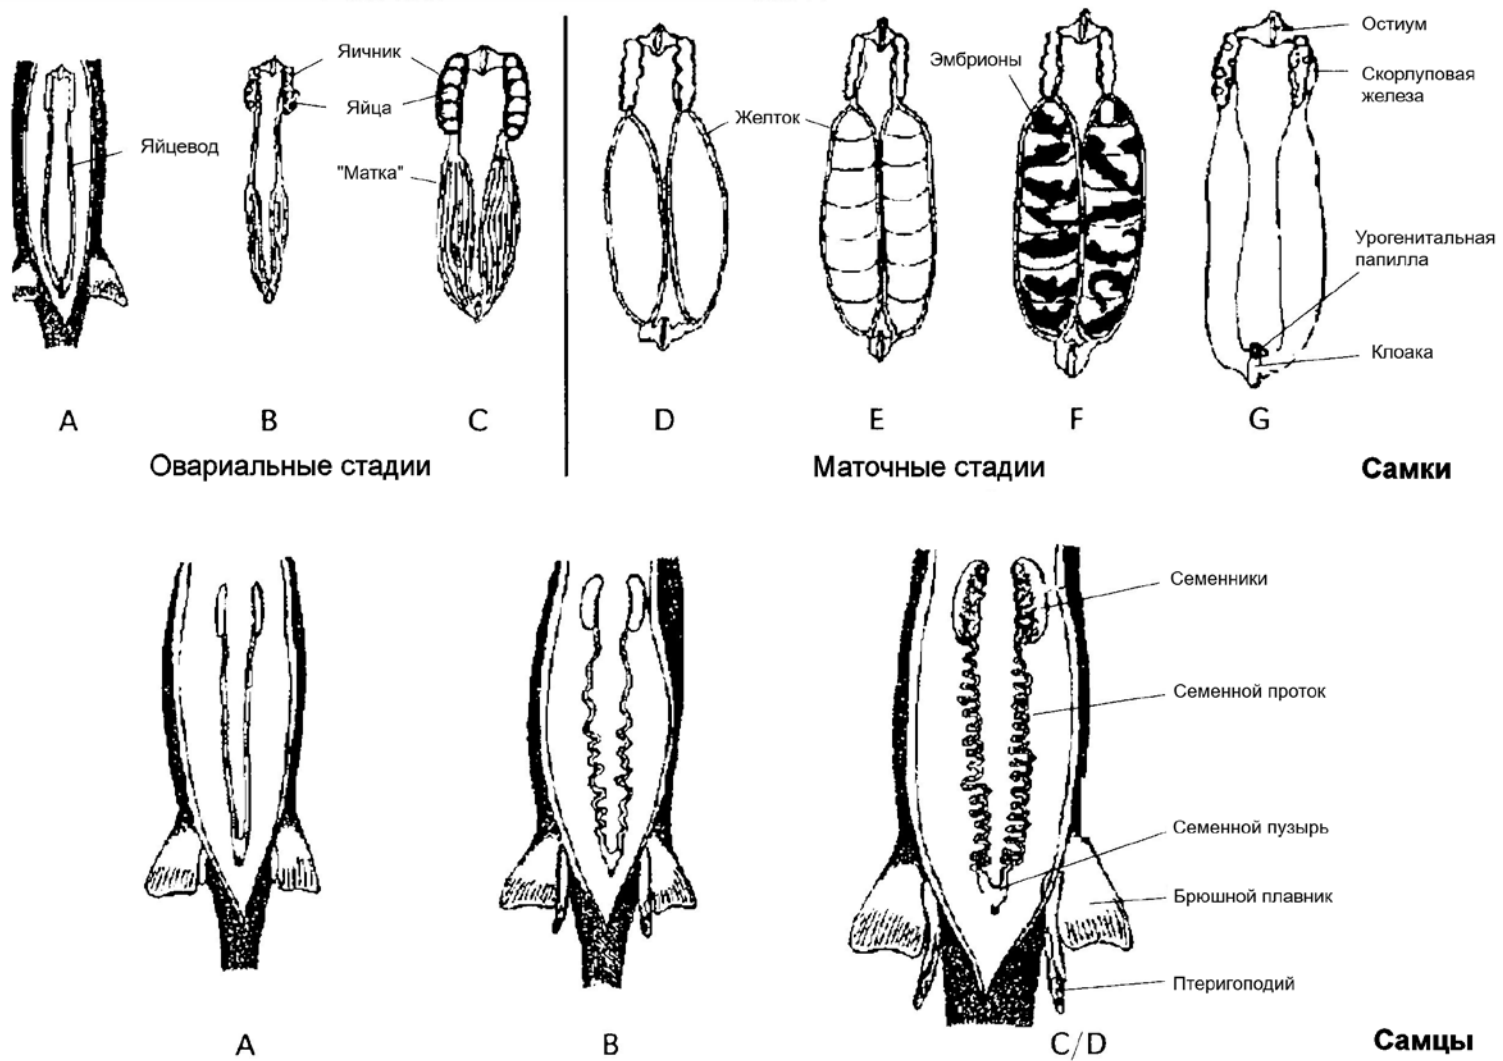 Яичник
Яйца
Яйцевод
"Матка"
Желток
Эмбрионы
Остиум
Скорлуповая
железа
Урогенитальная
папилла
Клоака
A B C D E F G
Овариальные стадии Маточные стадии Самки
Семенники
Семенной проток
Семенной пузырь
Брюшной плавник
Птеригоподий
A B C/D Самцы